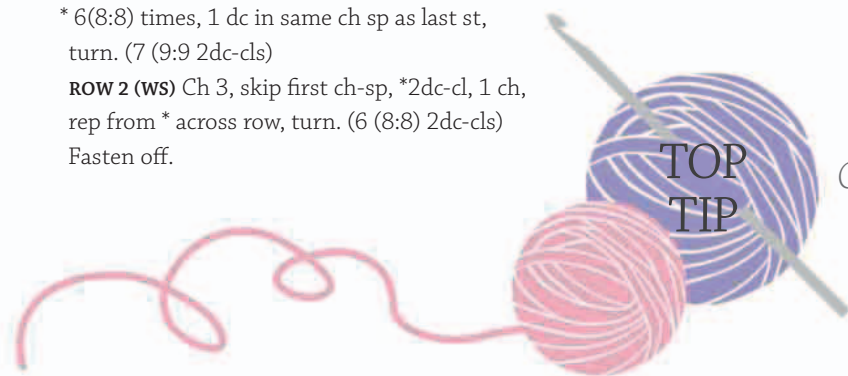 * 6(8:8) times, 1 dc in same ch sp as last st,
turn. (7 (9:9 2dc-cls)
ROW 2 (WS) Ch 3, skip first ch-sp, *2dc-cl, 1 ch,
rep from * across row, turn. (6 (8:8) 2dc-cls)
Fasten off.
TOP
TIP